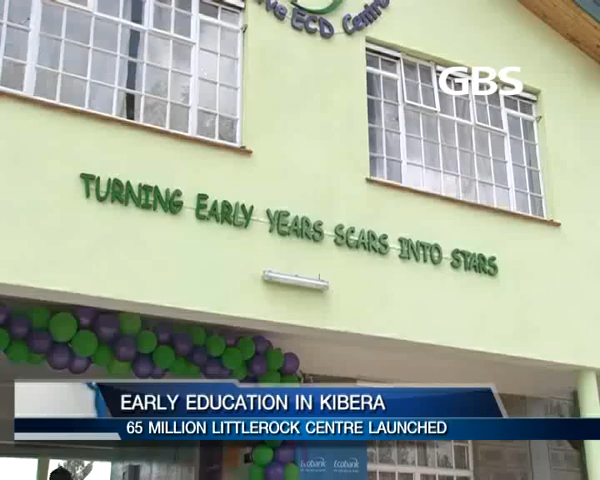 The ECD Centre
GBS
TURNING EARLY YEARS SCARS INTO STARS
EARLY EDUCATION IN KIBERA
65 MILLION LITTLEROCK CENTRE LAUNCHED
Ecobank Ecobank